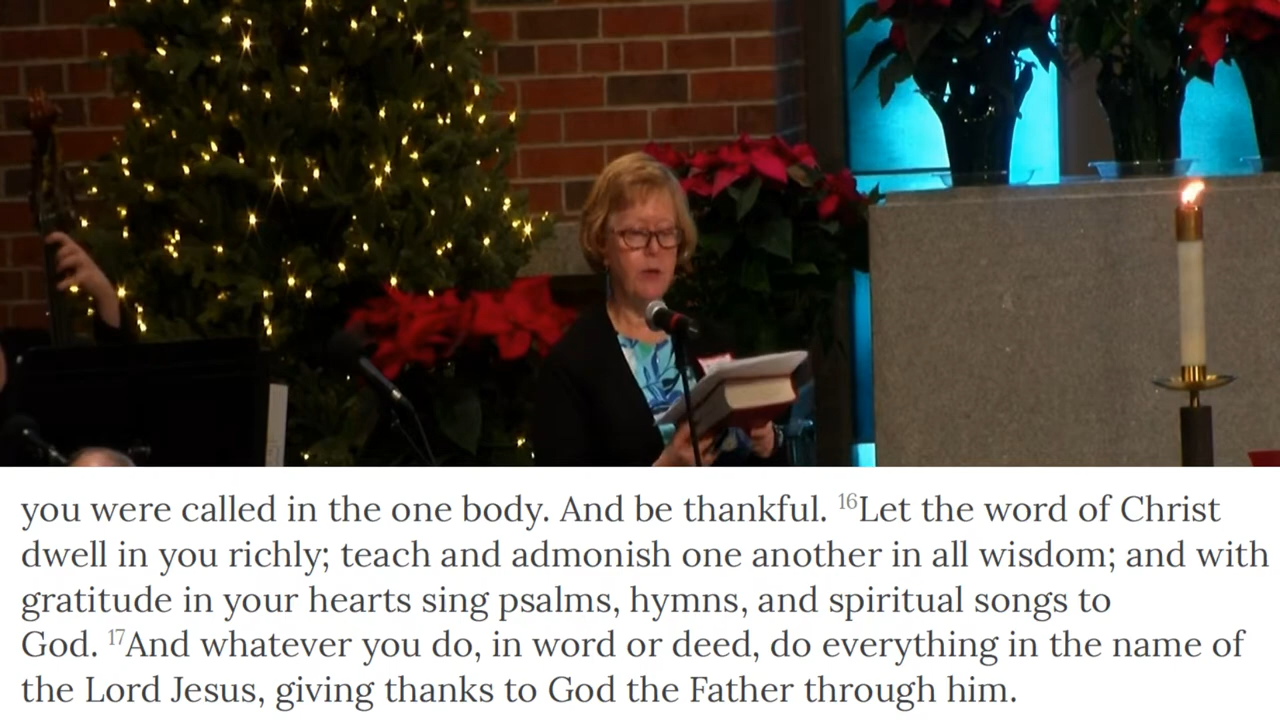 you were called in the one body. And be thankful. 16Let the word of Christ
dwell in you richly; teach and admonish one another in all wisdom; and with
gratitude in your hearts sing psalms, hymns, and spiritual songs to
God. 17And whatever you do, in word or deed, do everything in the name of
the Lord Jesus, giving thanks to God the Father through him.